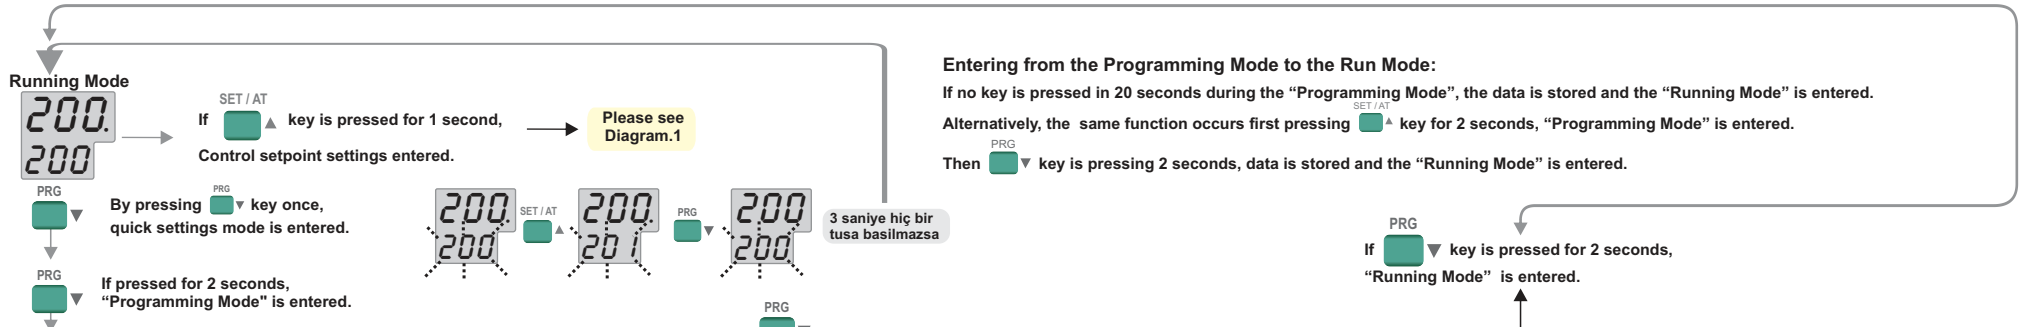 Running Mode
200.
200
SET / AT
If key is pressed for 1 second,
Control setpoint settings entered.
Please see
Diagram.1
PRG
By pressing PRG key once,
quick settings mode is entered.
PRG
If pressed for 2 seconds,
“Programming Mode" is entered.
200.
200
SET / AT
200.
201
PRG
200
200
3 saniye hiç bir
tusa basilmazsa
PRG
Entering from the Programming Mode to the Run Mode:
If no key is pressed in 20 seconds during the “Programming Mode”, the data is stored and the “Running Mode” is entered.
SET / AT
Alternatively, the same function occurs first pressing key for 2 seconds, “Programming Mode” is entered.
PRG
Then key is pressing 2 seconds, data is stored and the “Running Mode” is entered.
PRG
If key is pressed for 2 seconds,
“Running Mode” is entered.